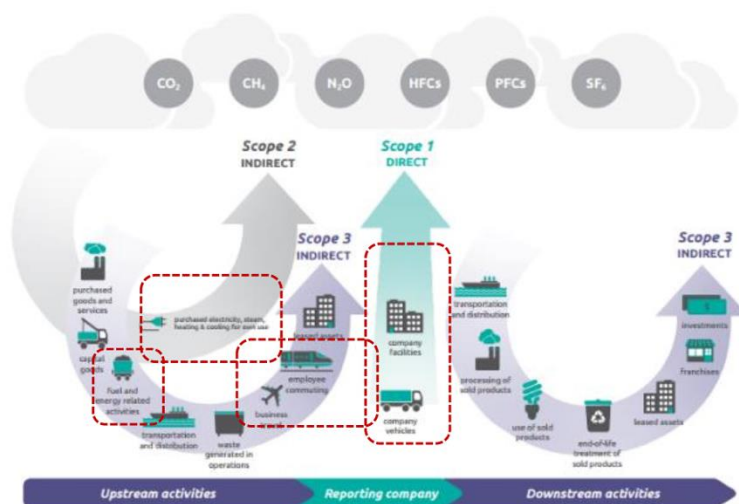 CO₂
CH₄
N₂O
HFCs
PFCs
SF₆
Scope 2
INDIRECT
Scope 1
DIRECT
Scope 3
INDIRECT
Scope 3
INDIRECT
purchased
goods and
services
capital
goods
fuel and
energy related
activities
transportation
and distribution
waste
generated in
operations
purchased electricity, steam,
heating & cooling for own use
business
employee
commuting
leased assets
company
facilities
company
vehicles
transportation
and distribution
processing of
sold products
use of sold
products
end-of-life
treatment of
sold products
leased assets
franchises
investments
Upstream activities
Reporting company
Downstream activities